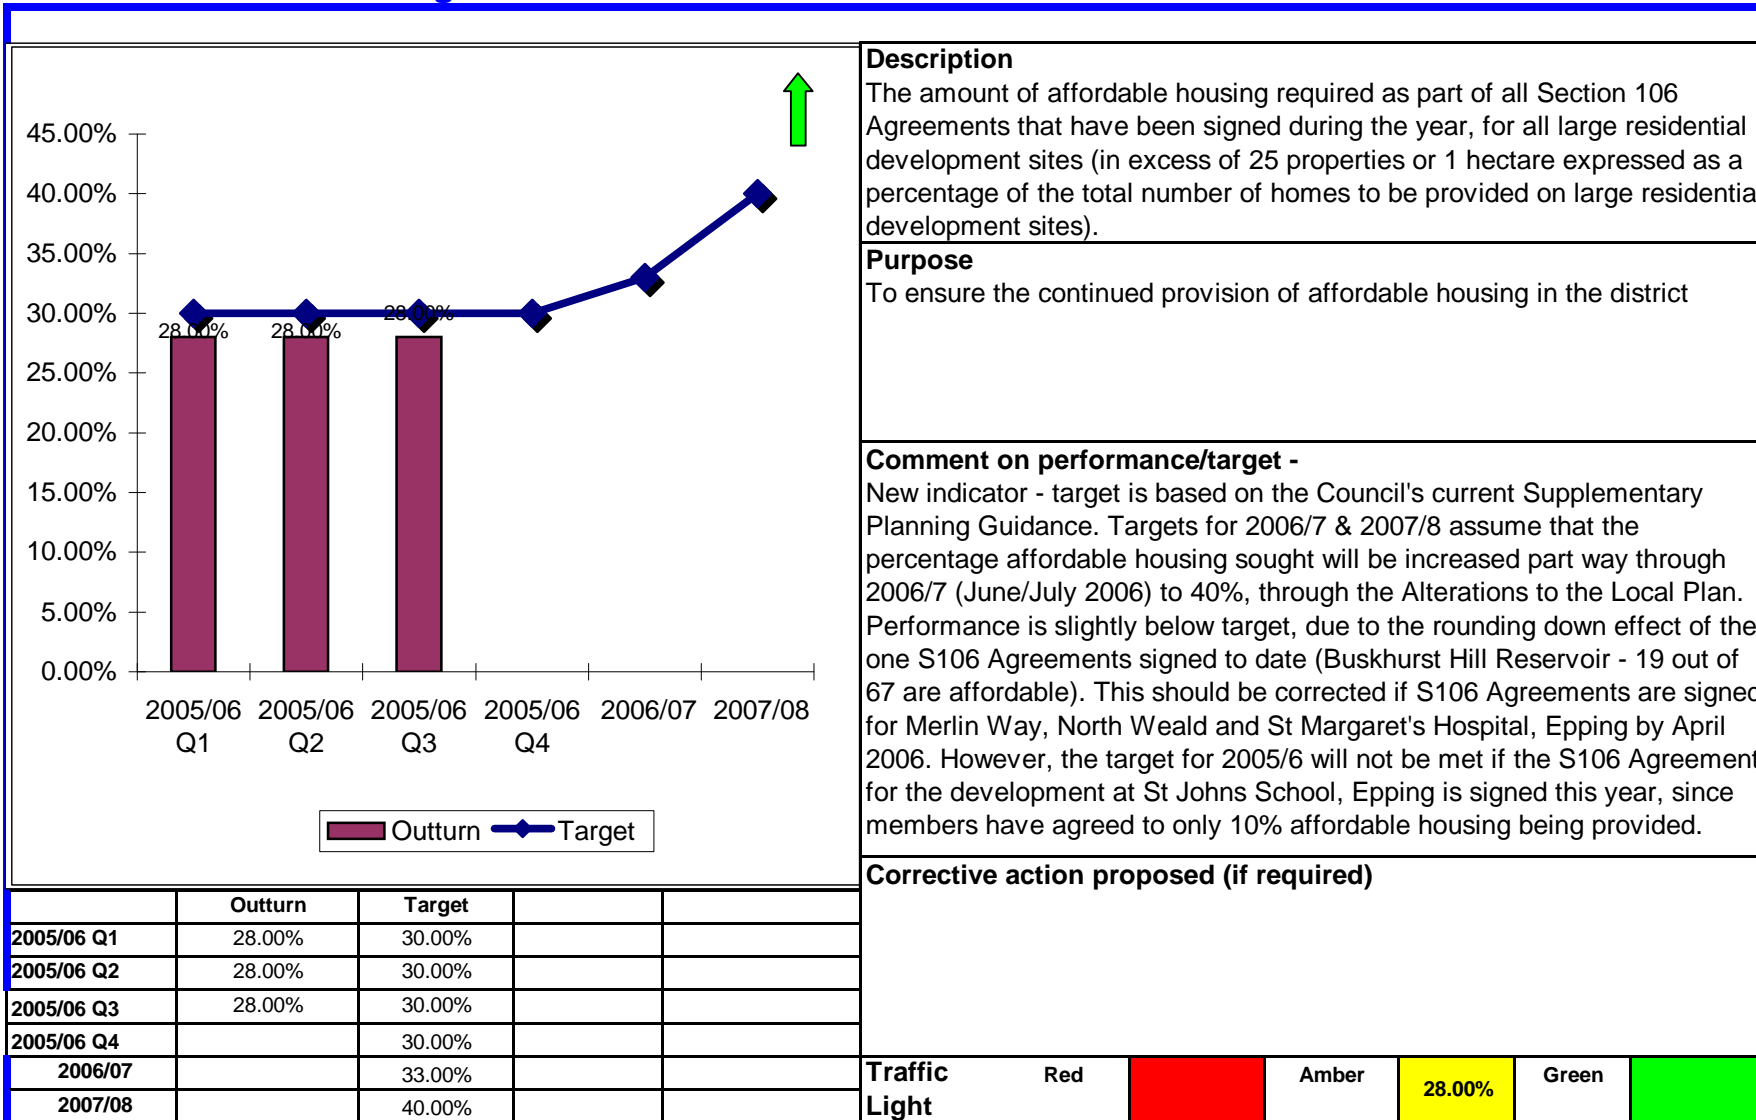 45.00%
40.00%
35.00%
30.00%
25.00%
20.00%
15.00%
10.00%
5.00%
0.00%
28.00%
28.00%
28.00%
2005/06 2005/06 2005/06 2005/06 2006/07 2007/08
Q1 Q2 Q3 Q4
Outturn Target
Description
The amount of affordable housing required as part of all Section 106
Agreements that have been signed during the year, for all large residential
development sites (in excess of 25 properties or 1 hectare expressed as a
percentage of the total number of homes to be provided on large residentia
development sites).
Purpose
To ensure the continued provision of affordable housing in the district
Comment on performance/target -
New indicator - target is based on the Council's current Supplementary
Planning Guidance. Targets for 2006/7 & 2007/8 assume that the
percentage affordable housing sought will be increased part way through
2006/7 (June/July 2006) to 40%, through the Alterations to the Local Plan.
Performance is slightly below target, due to the rounding down effect of the
one S106 Agreements signed to date (Buskhurst Hill Reservoir - 19 out of
67 are affordable). This should be corrected if S106 Agreements are signed
for Merlin Way, North Weald and St Margaret's Hospital, Epping by April
2006. However, the target for 2005/6 will not be met if the S106 Agreement
for the development at St Johns School, Epping is signed this year, since
members have agreed to only 10% affordable housing being provided.
Corrective action proposed (if required)
Outturn Target
2005/06 Q1 28.00% 30.00%
2005/06 Q2 28.00% 30.00%
2005/06 Q3 28.00% 30.00%
2005/06 Q4 30.00%
2006/07 33.00%
2007/08 40.00%
Traffic Red Amber 28.00% Green
Light